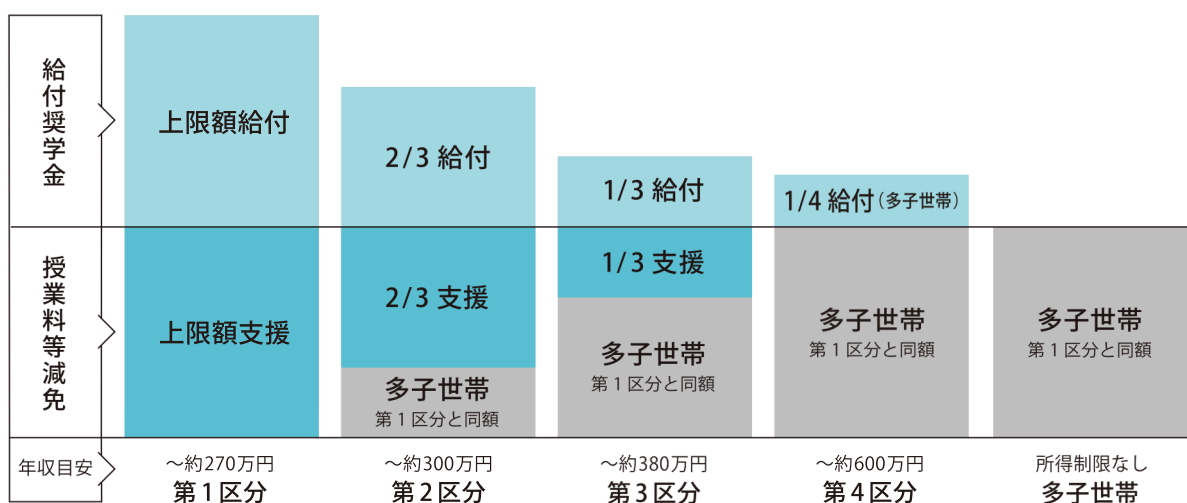 給付奨学金
上限額給付
2/3 給付
1/3 給付
1/4 給付(多子世帯)
授業料等減免
上限額支援
2/3 支援
多子世帯
第1区分と同額
1/3 支援
多子世帯
第1区分と同額
多子世帯
第1区分と同額
多子世帯
第1区分と同額
年収目安
〜約270万円
第1区分
〜約300万円
第2区分
〜約380万円
第3区分
〜約600万円
第4区分
所得制限なし
多子世帯